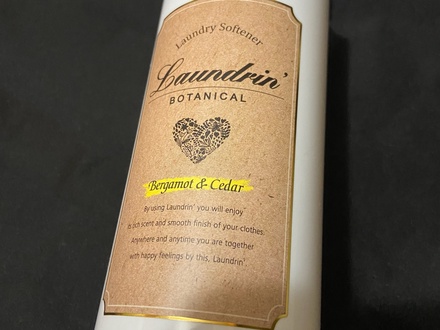 Laundry Softener
Laundrin'
BOTANICAL
Bergamot & Cedar
By using Laundrin' you will enjoy
its rich scent and smooth finish of your clothes.
Anywhere and anytime you are together
with happy feelings by this, Laundrin'.